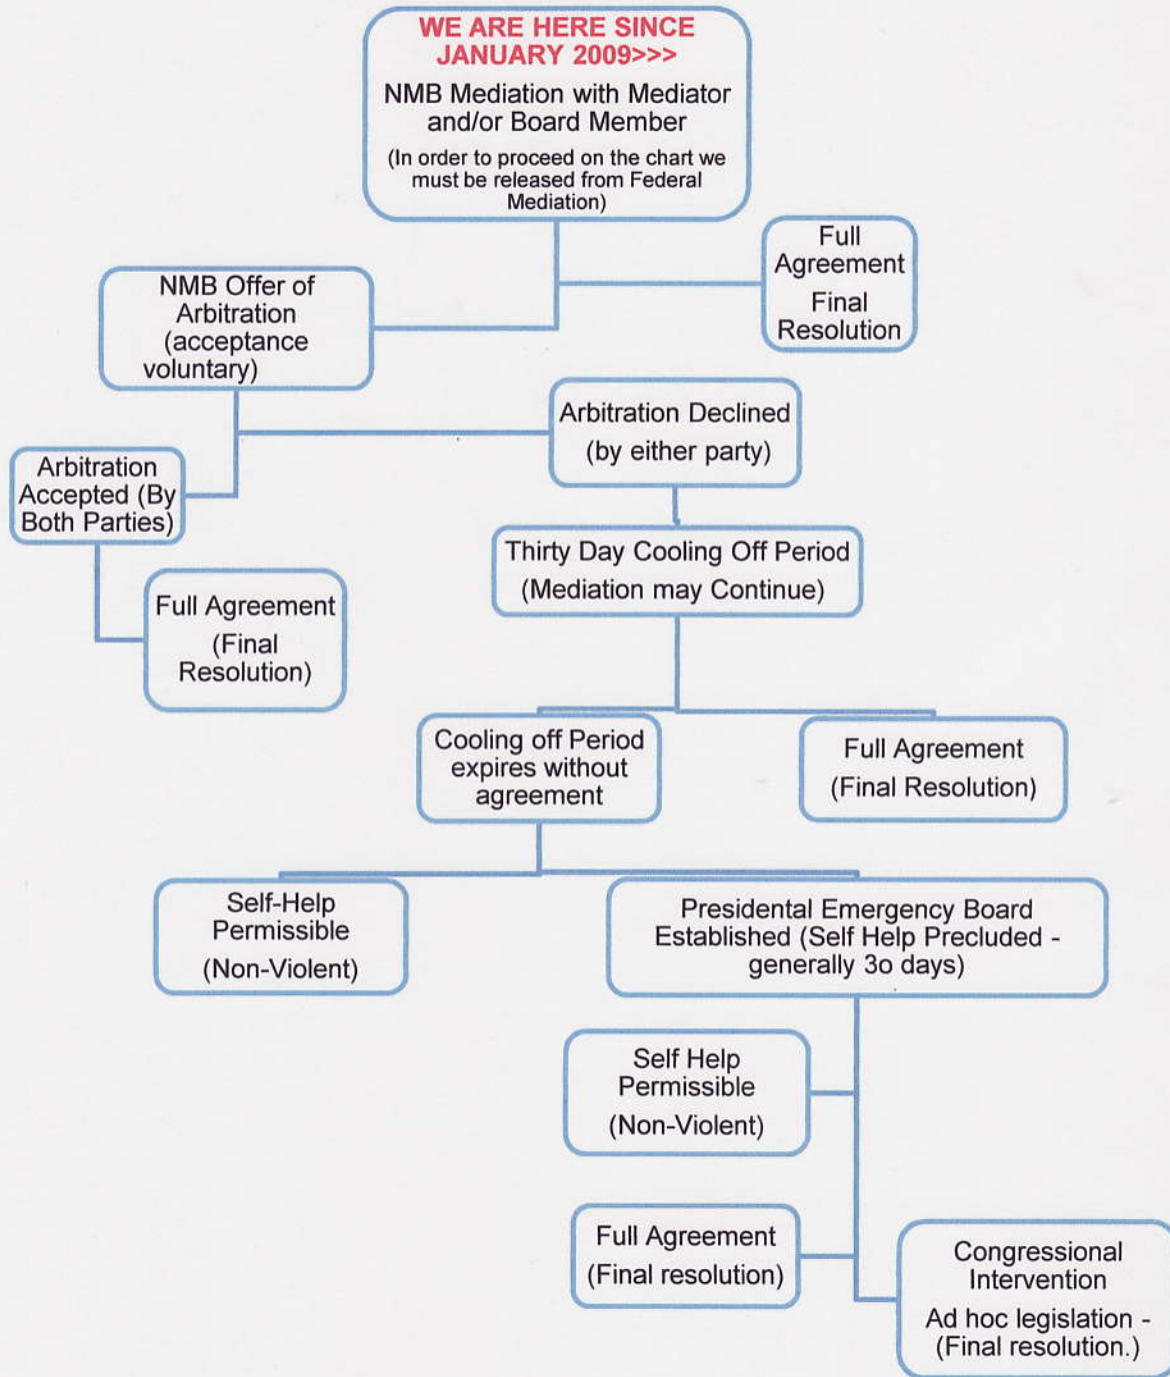 WE ARE HERE SINCE
JANUARY 2009>>>
NMB Mediation with Mediator
and/or Board Member
(In order to proceed on the chart we
must be released from Federal
Mediation)
Full
Agreement
Final
Resolution
NMB Offer of
Arbitration
(acceptance
voluntary)
Arbitration Declined
(by either party)
Arbitration
Accepted (By
Both Parties)
Thirty Day Cooling Off Period
(Mediation may Continue)
Full Agreement
(Final
Resolution)
Cooling off Period
expires without
agreement
Full Agreement
(Final Resolution)
Self-Help
Permissible
(Non-Violent)
Presidental Emergency Board
Established (Self Help Precluded -
generally 3o days)
Self Help
Permissible
(Non-Violent)
Full Agreement
(Final resolution)
Congressional
Intervention
Ad hoc legislation -
(Final resolution.)